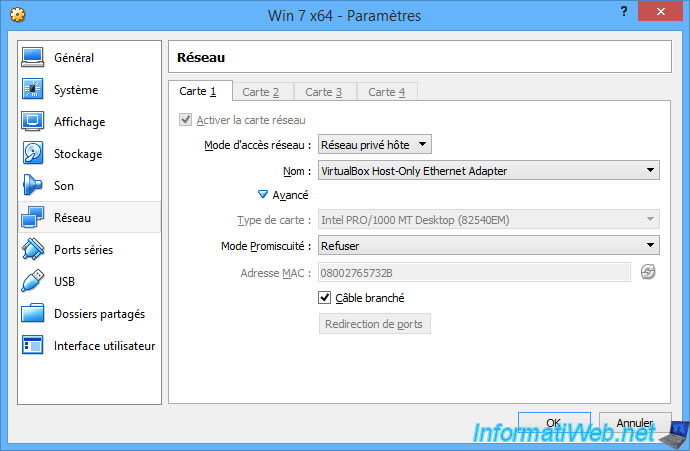 Win 7 x64 - Paramètres
?
Général
Système
Affichage
Stockage
Son
Réseau
Ports séries
USB
Dossiers partagés
Interface utilisateur
Réseau
Carte 1 Carte 2 Carte 3 Carte 4
Activer la carte réseau
Mode d'accès réseau : Réseau privé hôte
Nom : VirtualBox Host-Only Ethernet Adapter
Avancé
Type de carte : Intel PRO/1000 MT Desktop (82540EM)
Mode Promiscuité : Refuser
Adresse MAC : 08002765732B
Câble branché
Redirection de ports
OK Annuler
InformatiWeb.net